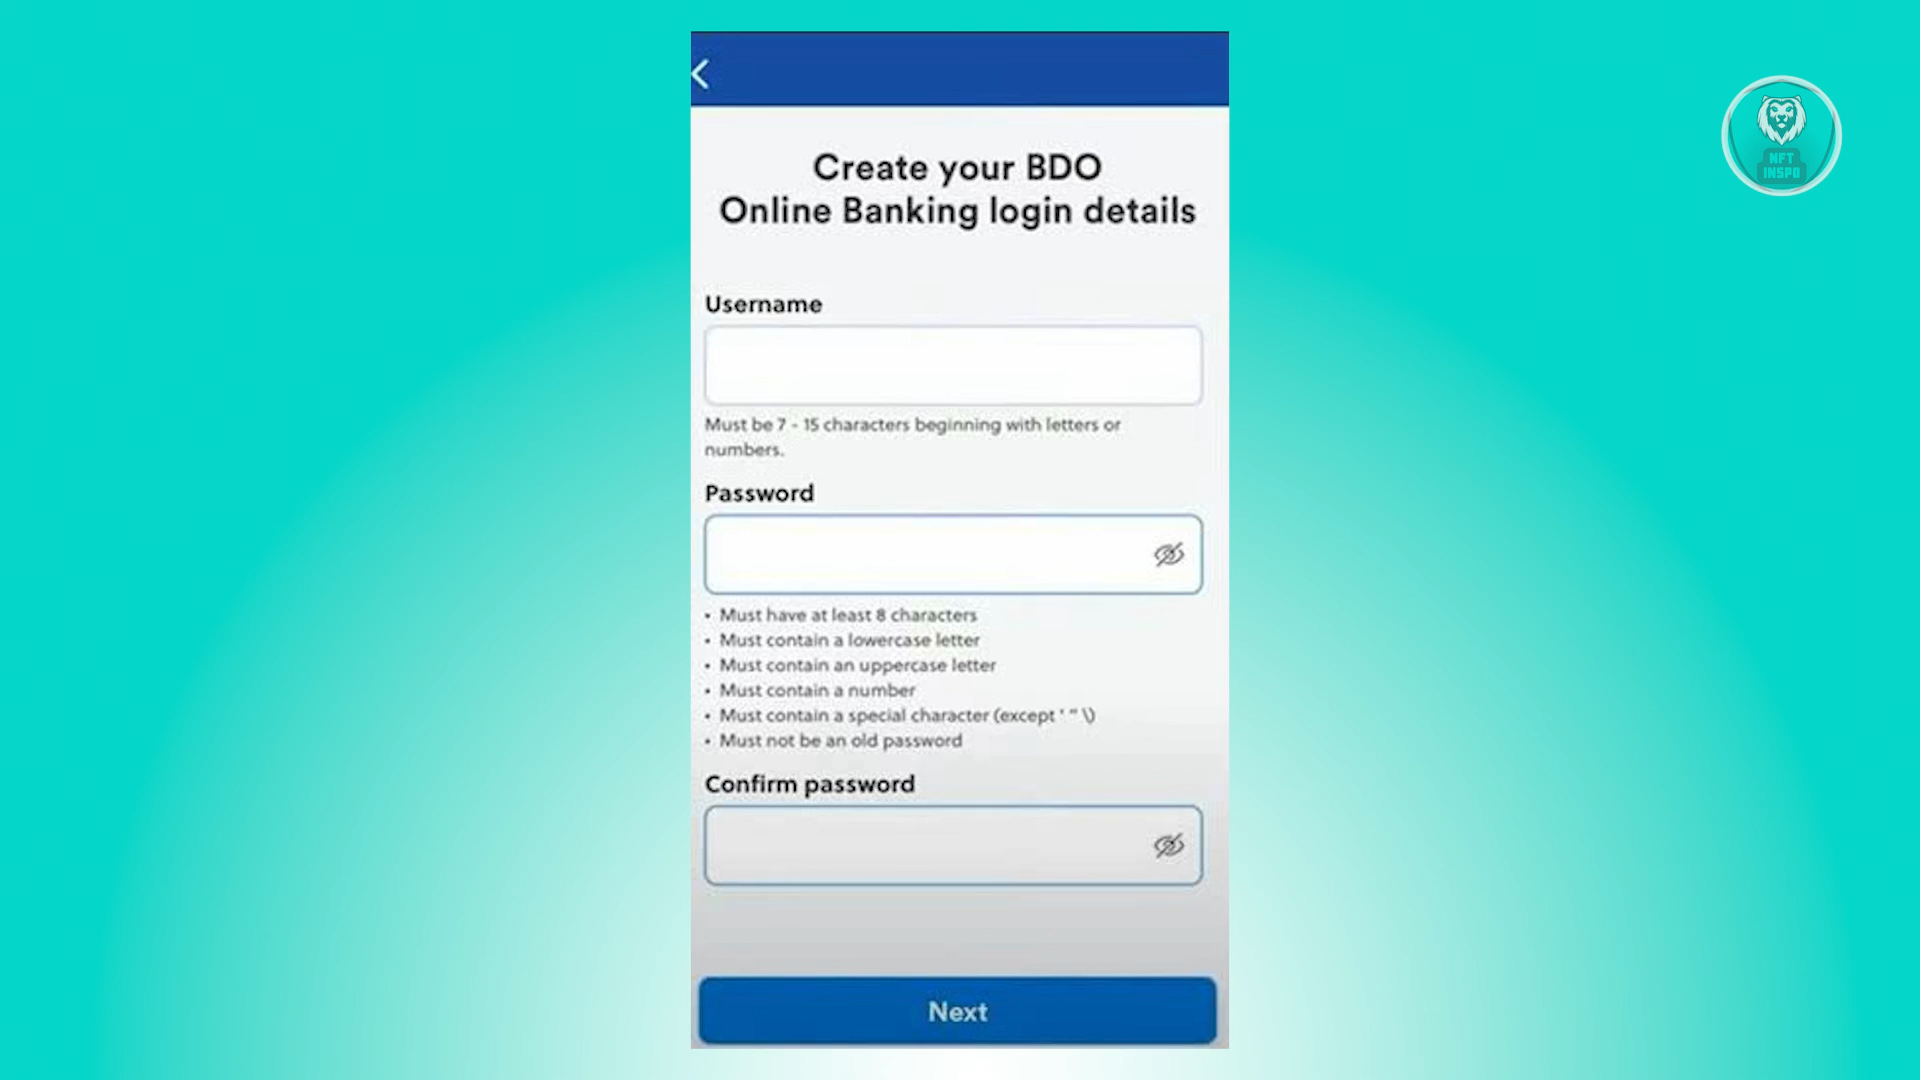 NFT
INSPO
Create your BDO
Online Banking login details
Username
Must be 7 - 15 characters beginning with letters or
numbers.
Password
• Must have at least 8 characters
• Must contain a lowercase letter
• Must contain an uppercase letter
• Must contain a number
• Must contain a special character (except ' " \)
• Must not be an old password
Confirm password
Next